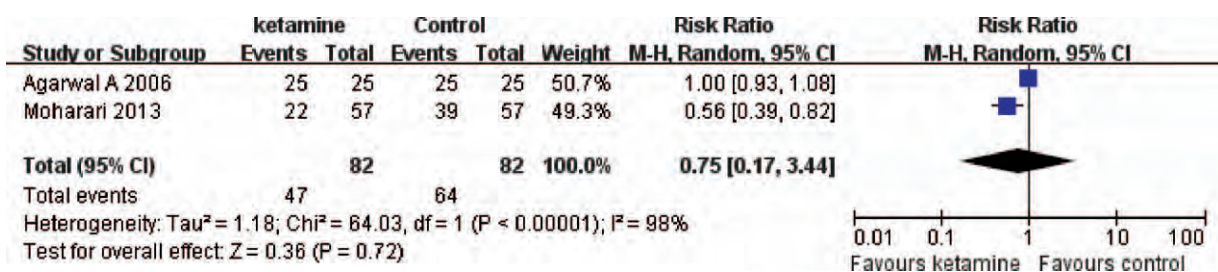 ketamine Control Risk Ratio Risk Ratio
Study or Subgroup Events Total Events Total Weight M-H, Random, 95% CI M-H, Random, 95% CI
Agarwal A 2006 25 25 25 25 50.7% 1.00 [0.93, 1.08]
Moharari 2013 22 57 39 57 49.3% 0.56 [0.39, 0.82]
Total (95% CI) 82 82 100.0% 0.75 [0.17, 3.44]
Total events 47 64
Heterogeneity: Tau² = 1.18; Chi² = 64.03, df = 1 (P < 0.00001); I² = 98%
Test for overall effect: Z = 0.36 (P = 0.72)
0.01 0.1 1 10 100
Favours ketamine Favours control